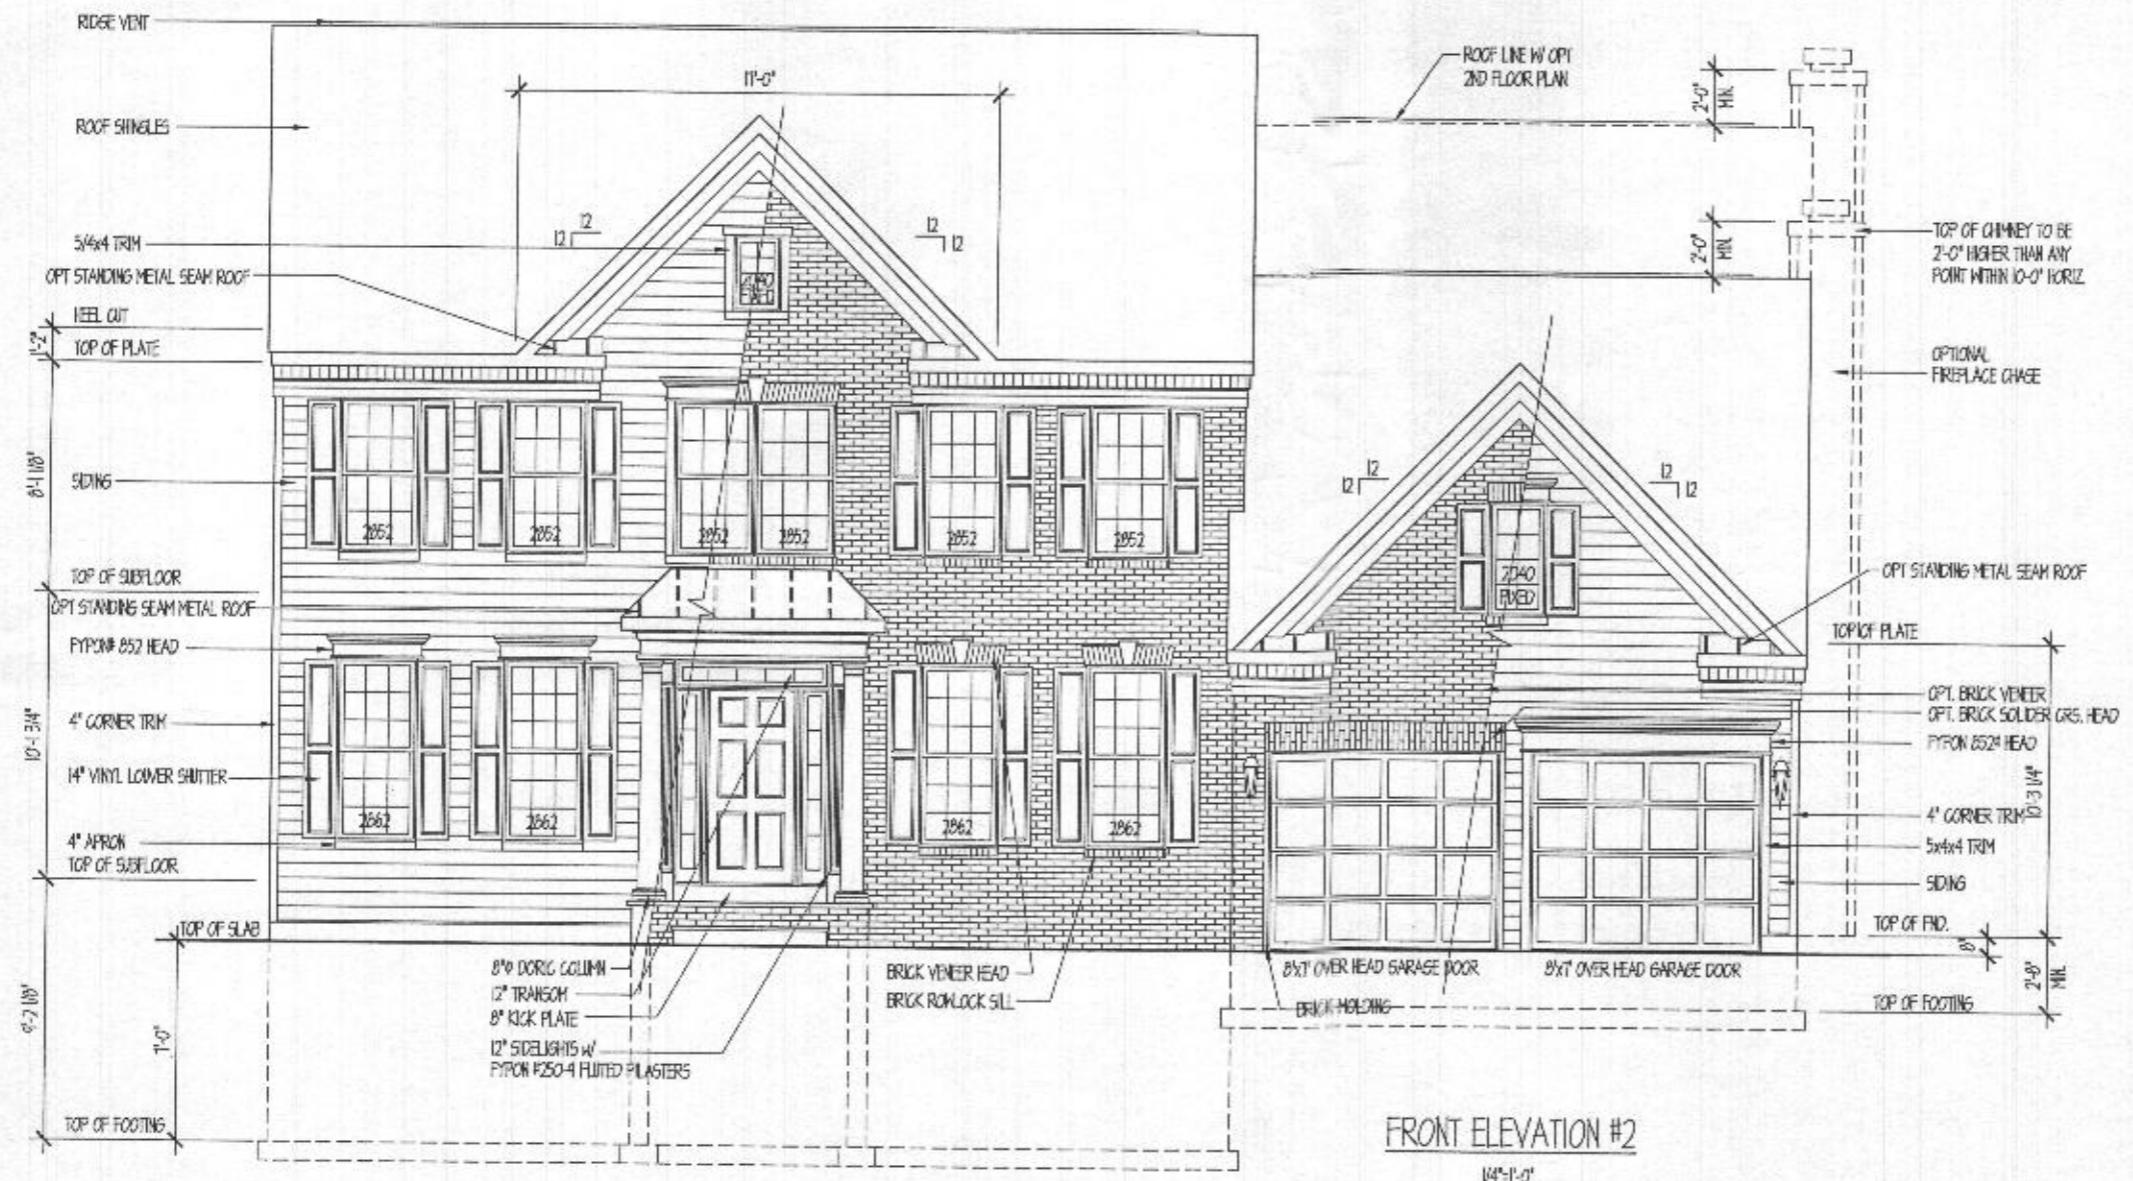 RIDGE VENT
ROOF SHINGLES
11'-0"
ROOF LINE W/ OPT
2ND FLOOR PLAN
2'-0"
MIN.
12
12
12
12
5/4x4 TRIM
OPT STANDING METAL SEAM ROOF
HEEL CUT
1'-2"
TOP OF PLATE
FIXED
2'-0"
MIN.
TOP OF CHIMNEY TO BE
2'-0" HIGHER THAN ANY
POINT WITHIN 10'-0" HORIZ.
OPTIONAL
FIREPLACE CHASE
8'-1 1/8"
SIDING
2852
2852
2852
2852
2852
2852
12
12
12
12
2040
FIXED
TOP OF SUBFLOOR
OPT STANDING SEAM METAL ROOF
PYPON# 852 HEAD
OPT STANDING METAL SEAM ROOF
TOP OF PLATE
10'-1 3/4"
4" CORNER TRIM
14" VINYL LOUVER SHUTTER
4" APRON
TOP OF SUBFLOOR
2862
2862
2862
2862
OPT. BRICK VENEER
OPT. BRICK SOLIDER CRS. HEAD
PYPON 852# HEAD
10'-3 1/4"
4" CORNER TRIM
5x4x4 TRIM
SIDING
TOP OF FND.
8"
2'-8"
MIN.
TOP OF FOOTING
TOP OF SLAB
9'-2 1/8"
8"Φ DORIC COLUMN
12" TRANSOM
8" KICK PLATE
12" SIDELIGHTS W/
PYPON #250-4 FLUTED PILASTERS
BRICK VENEER HEAD
BRICK ROWLOCK SILL
8'x7' OVER HEAD GARAGE DOOR
8'x7' OVER HEAD GARAGE DOOR
BRICK MOLDING
TOP OF FOOTING
FRONT ELEVATION #2
1/4"=1'-0"